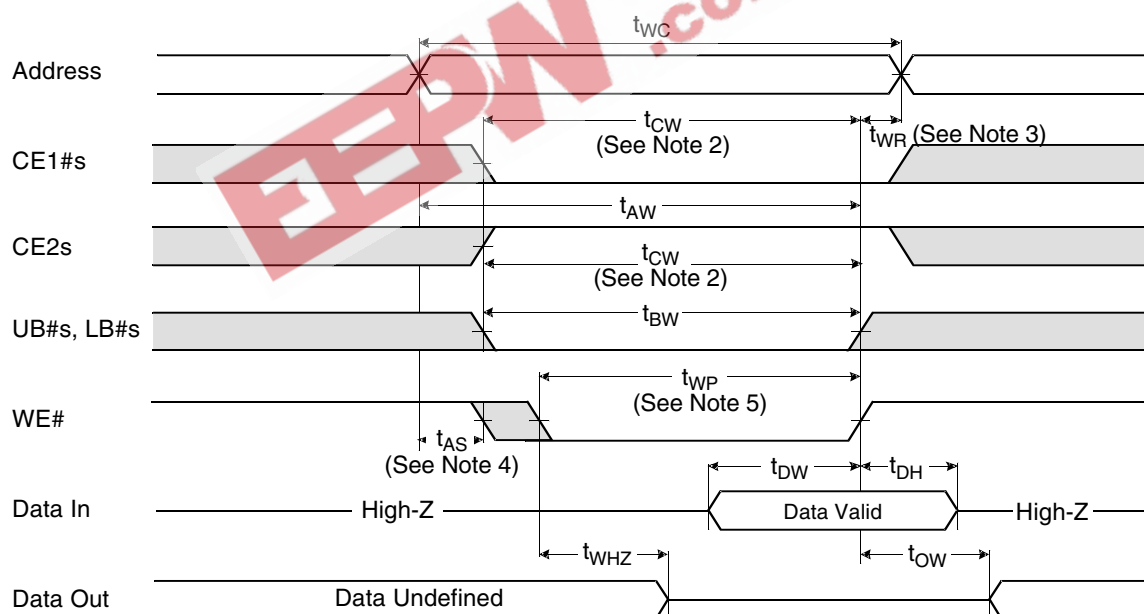 tWC
Address
tCW
(See Note 2)
tWR (See Note 3)
CE1#s
tAW
CE2s
tCW
(See Note 2)
UB#s, LB#s
tBW
tWP
(See Note 5)
WE#
tAS
(See Note 4)
tDW
tDH
Data In
High-Z
Data Valid
High-Z
tWHZ
tOW
Data Out
Data Undefined
EEPW .com